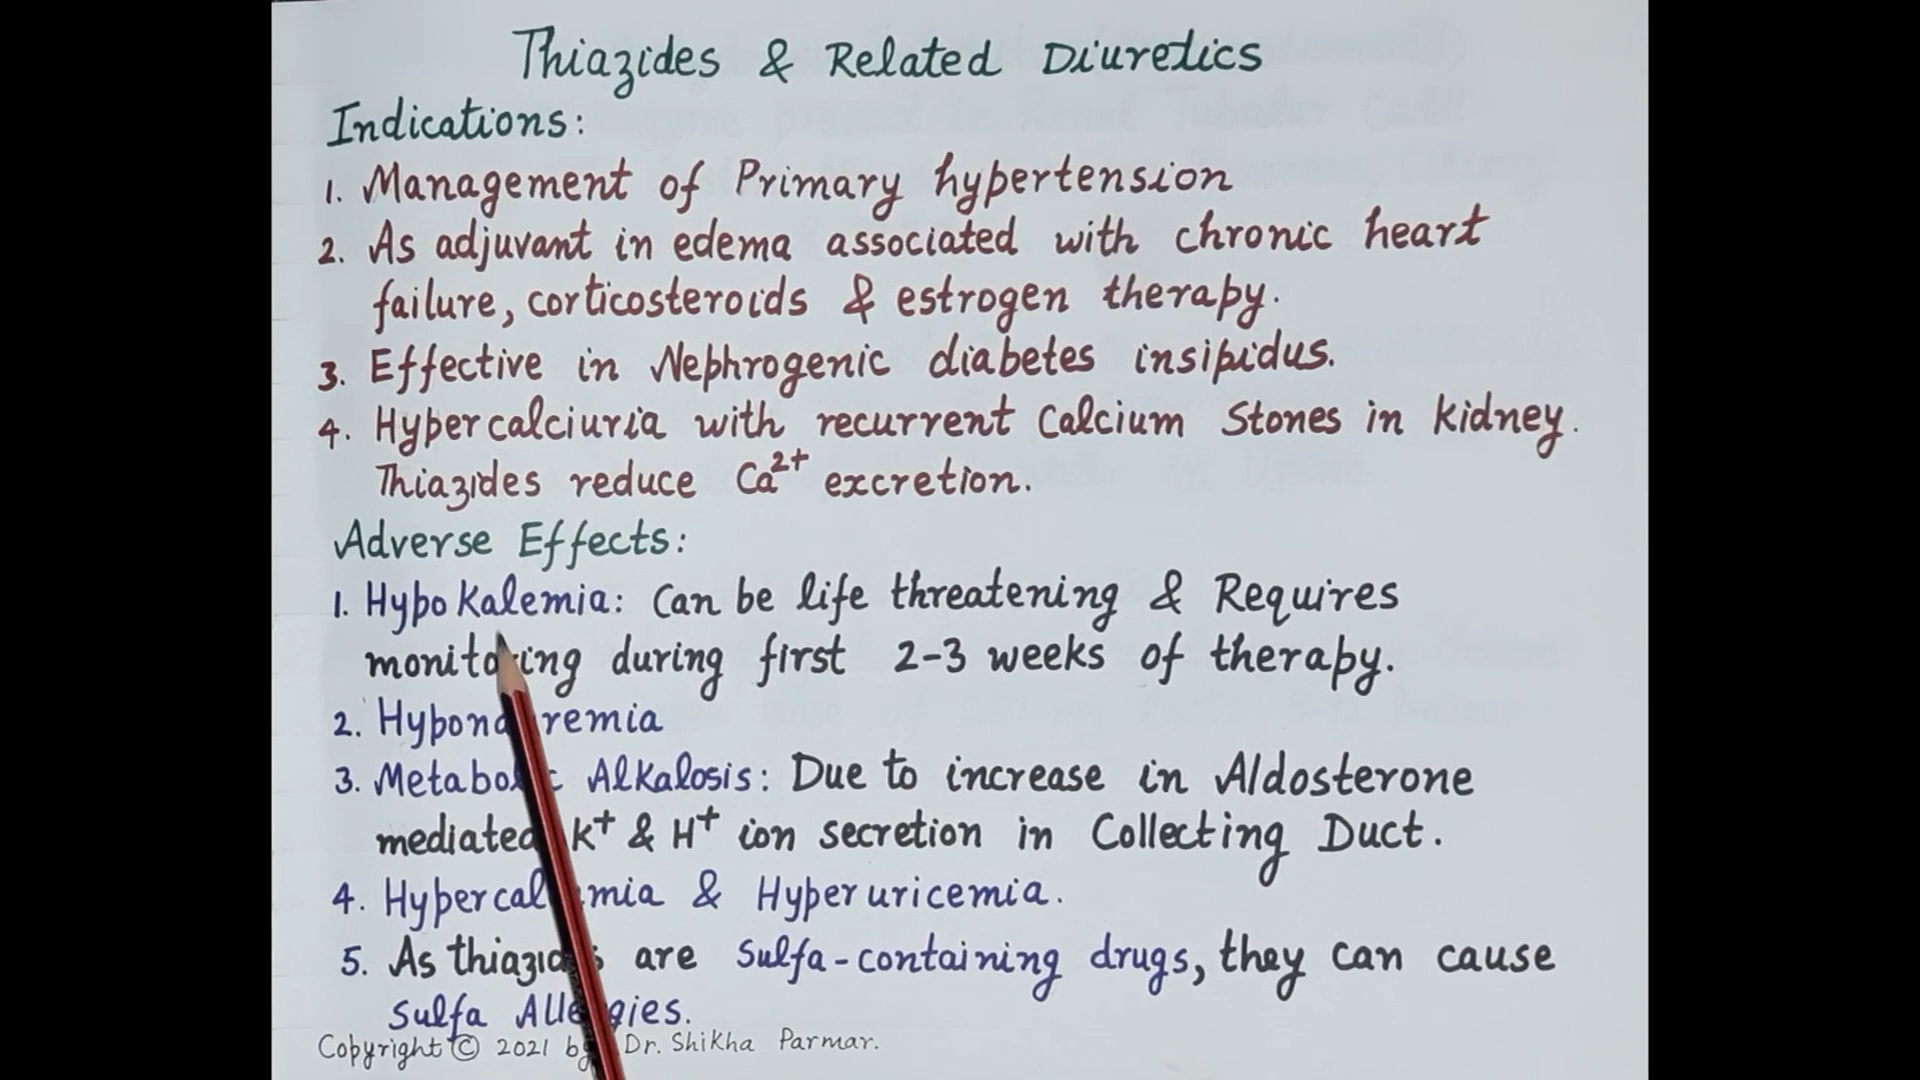 Thiazides & Related Diuretics
Indications:
1. Management of Primary hypertension
2. As adjuvant in edema associated with chronic heart
failure, corticosteroids & estrogen therapy.
3. Effective in Nephrogenic diabetes insipidus.
4. Hypercalciuria with recurrent Calcium Stones in kidney.
Thiazides reduce Ca²⁺ excretion.
Adverse Effects:
1. Hypokalemia: Can be life threatening & Requires
monitoring during first 2-3 weeks of therapy.
2. Hyponatremia
3. Metabolic Alkalosis: Due to increase in Aldosterone
mediated K⁺ & H⁺ ion secretion in Collecting Duct.
4. Hypercalcemia & Hyperuricemia.
5. As thiazides are Sulfa-containing drugs, they can cause
Sulfa Allergies.
Copyright © 2021 by Dr. Shikha Parmar.